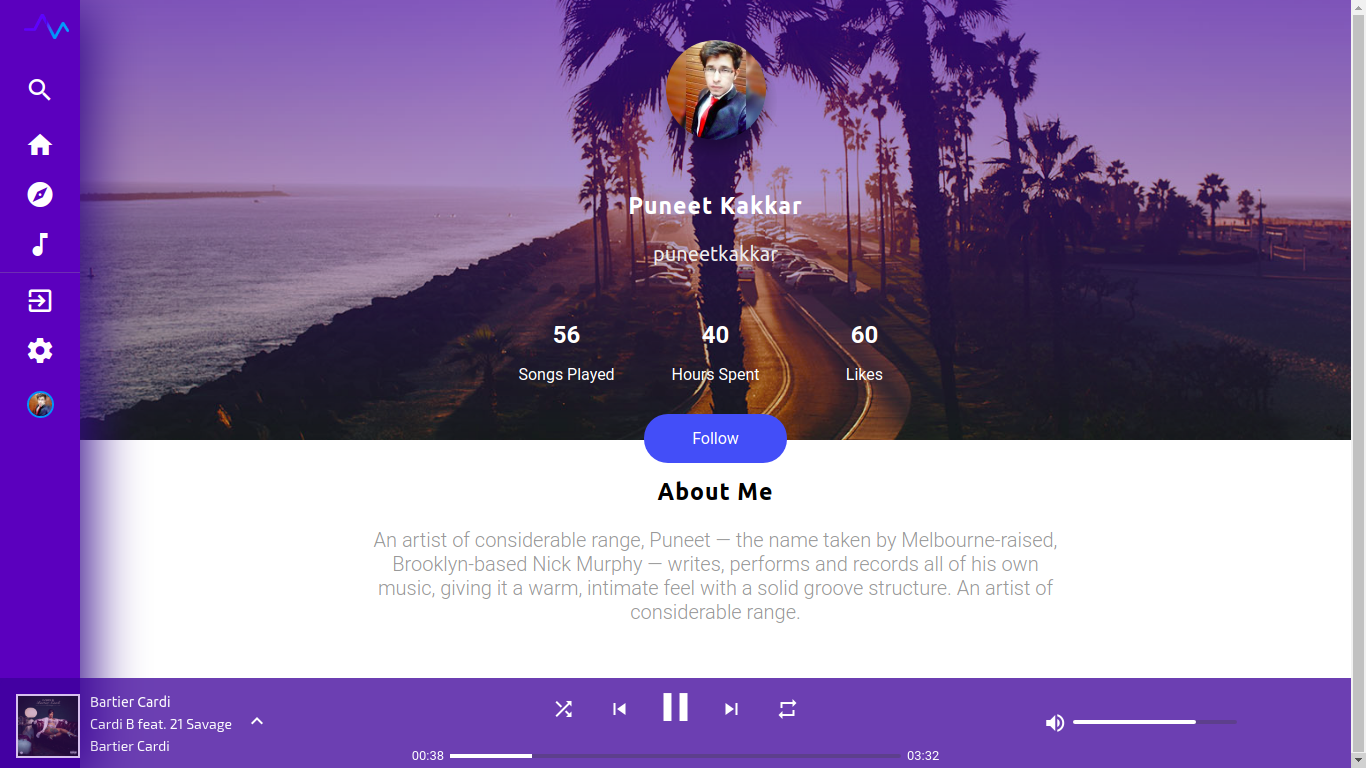 Puneet Kakkar
puneetkakkar
56
40
60
Songs Played
Hours Spent
Likes
Follow
About Me
An artist of considerable range, Puneet — the name taken by Melbourne-raised,
Brooklyn-based Nick Murphy — writes, performs and records all of his own
music, giving it a warm, intimate feel with a solid groove structure. An artist of
considerable range.
Bartier Cardi
Cardi B feat. 21 Savage
Bartier Cardi
00:38
03:32